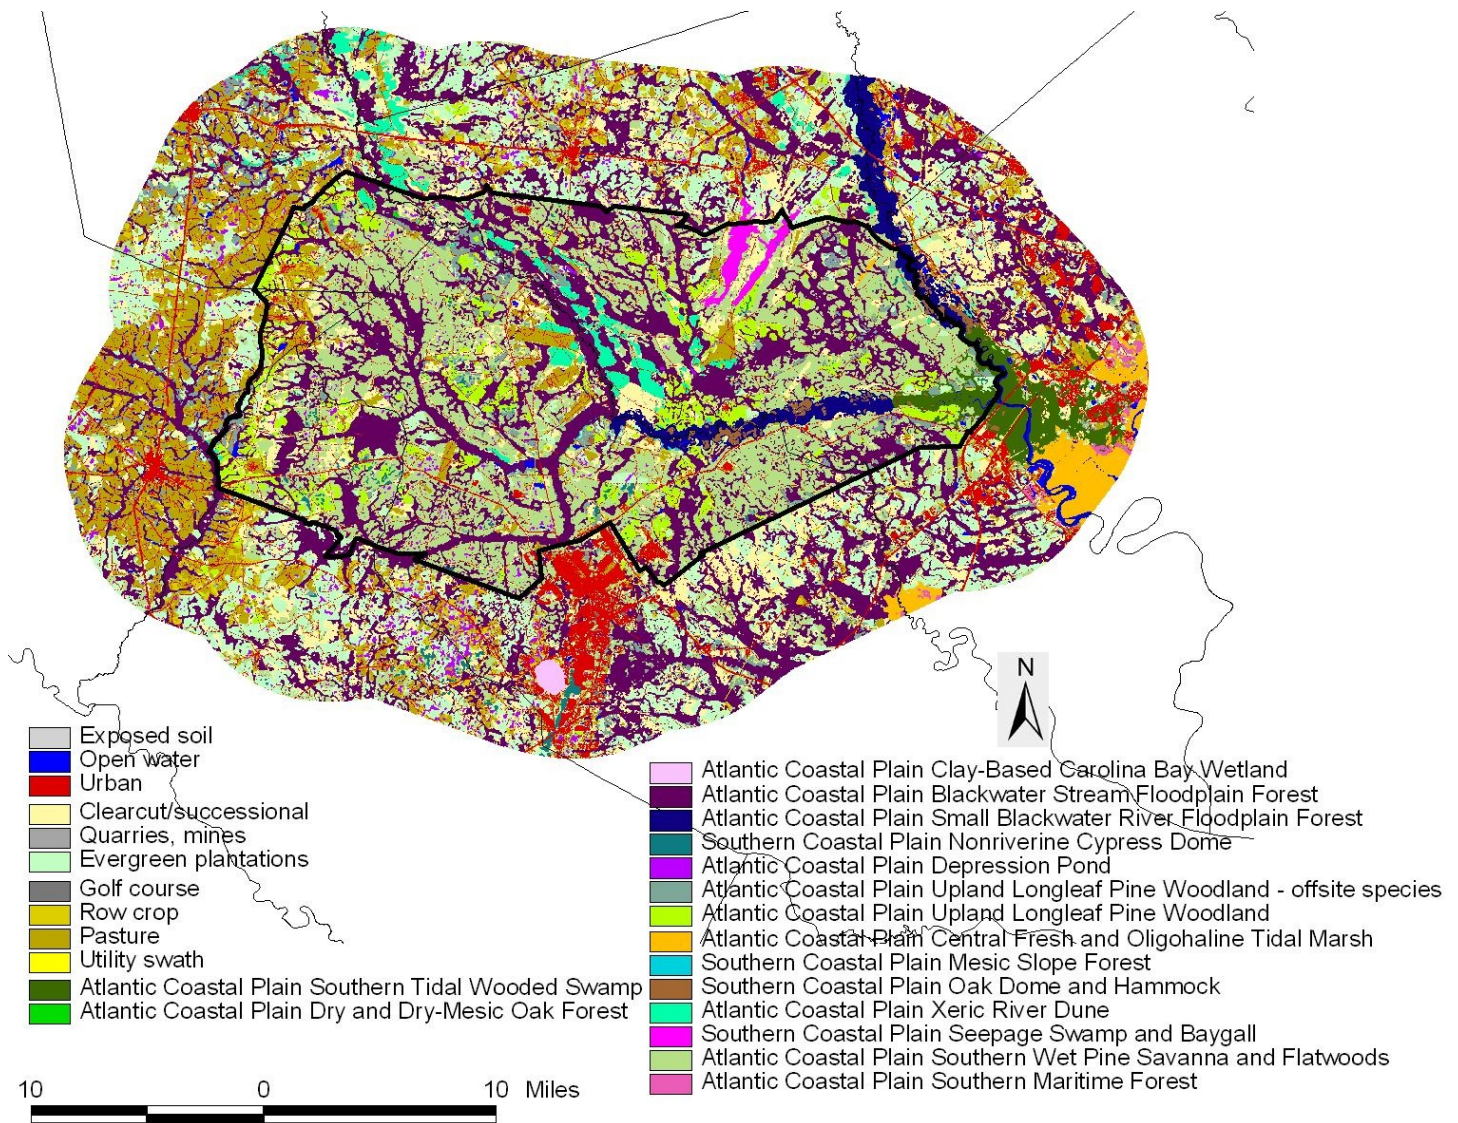 N
Exposed soil
Open water
Urban
Clearcut/successional
Quarries, mines
Evergreen plantations
Golf course
Row crop
Pasture
Utility swath
Atlantic Coastal Plain Southern Tidal Wooded Swamp
Atlantic Coastal Plain Dry and Dry-Mesic Oak Forest
Atlantic Coastal Plain Clay-Based Carolina Bay Wetland
Atlantic Coastal Plain Blackwater Stream Floodplain Forest
Atlantic Coastal Plain Small Blackwater River Floodplain Forest
Southern Coastal Plain Nonriverine Cypress Dome
Atlantic Coastal Plain Depression Pond
Atlantic Coastal Plain Upland Longleaf Pine Woodland - offsite species
Atlantic Coastal Plain Upland Longleaf Pine Woodland
Atlantic Coastal Plain Central Fresh and Oligohaline Tidal Marsh
Southern Coastal Plain Mesic Slope Forest
Southern Coastal Plain Oak Dome and Hammock
Atlantic Coastal Plain Xeric River Dune
Southern Coastal Plain Seepage Swamp and Baygall
Atlantic Coastal Plain Southern Wet Pine Savanna and Flatwoods
Atlantic Coastal Plain Southern Maritime Forest
10 0 10 Miles